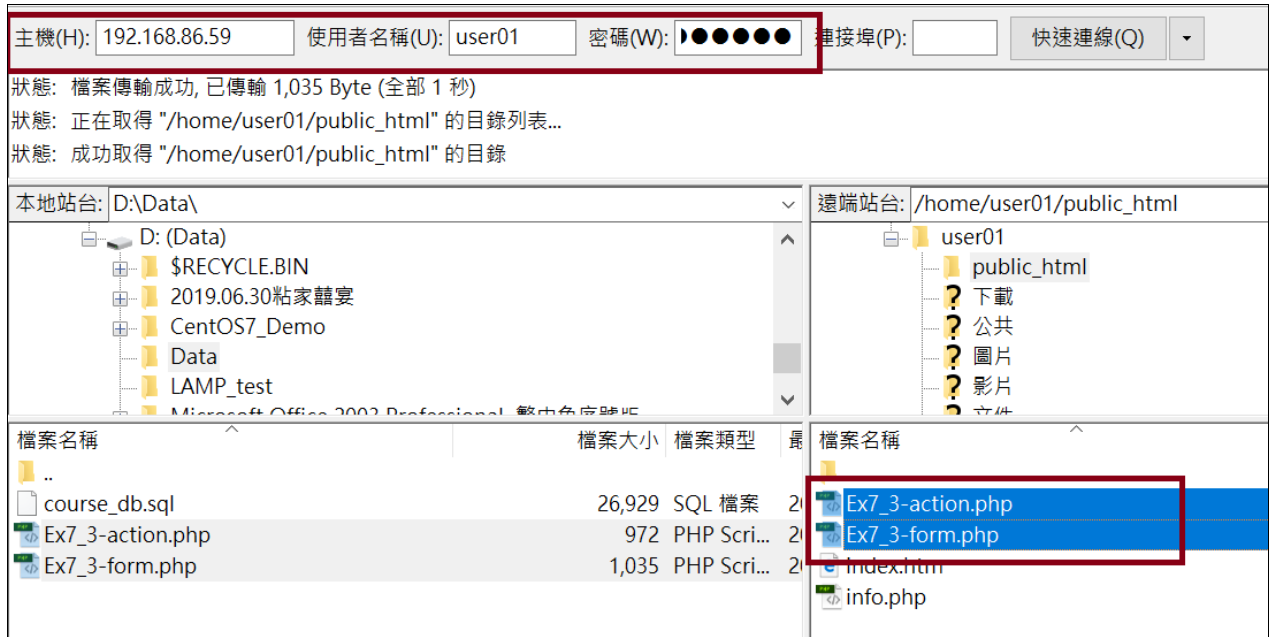 主機(H): 192.168.86.59 使用者名稱(U): user01 密碼(W): ●●●●● 連接埠(P): 快速連線(Q)
狀態: 檔案傳輸成功, 已傳輸 1,035 Byte (全部 1 秒)
狀態: 正在取得 "/home/user01/public_html" 的目錄列表...
狀態: 成功取得 "/home/user01/public_html" 的目錄
本地站台: D:\Data\
D: (Data)
$RECYCLE.BIN
2019.06.30粘家囍宴
CentOS7_Demo
Data
LAMP_test
Microsoft Office 2003 Professional
遠端站台: /home/user01/public_html
user01
public_html
下載
公共
圖片
影片
文件
檔案名稱 檔案大小 檔案類型
..
course_db.sql 26,929 SQL 檔案
Ex7_3-action.php 972 PHP Scri...
Ex7_3-form.php 1,035 PHP Scri...
檔案名稱
Ex7_3-action.php
Ex7_3-form.php
index.htm
info.php